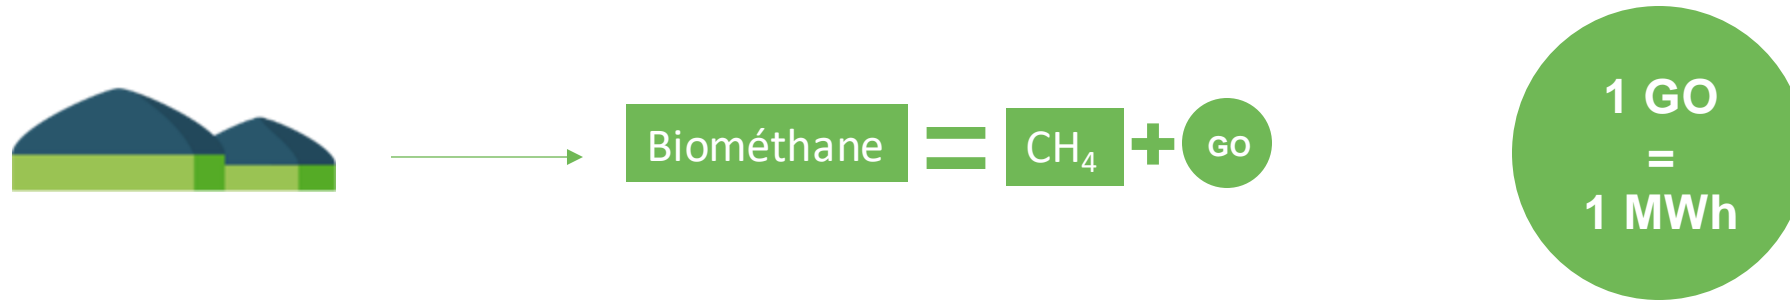 Biométhane = CH₄ + GO
1 GO
=
1 MWh